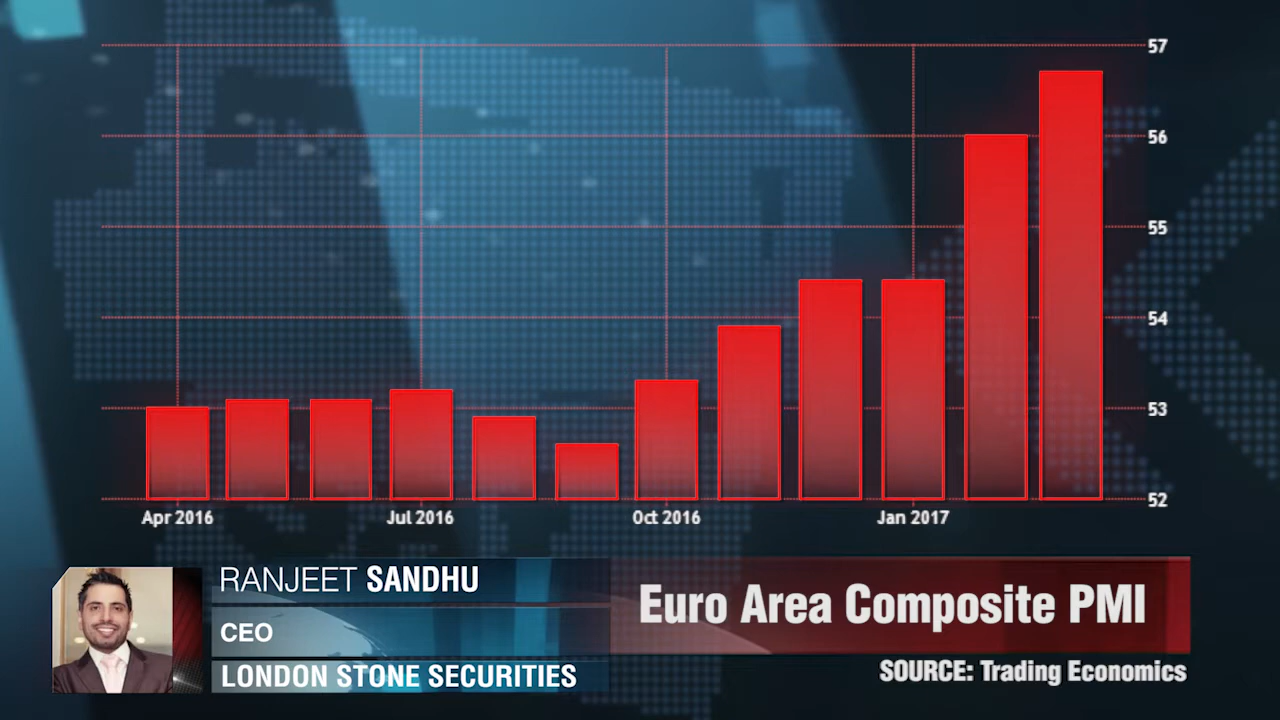 57
56
55
54
53
52
Apr 2016 Jul 2016 Oct 2016 Jan 2017
RANJEET SANDHU
CEO
LONDON STONE SECURITIES
Euro Area Composite PMI
SOURCE: Trading Economics